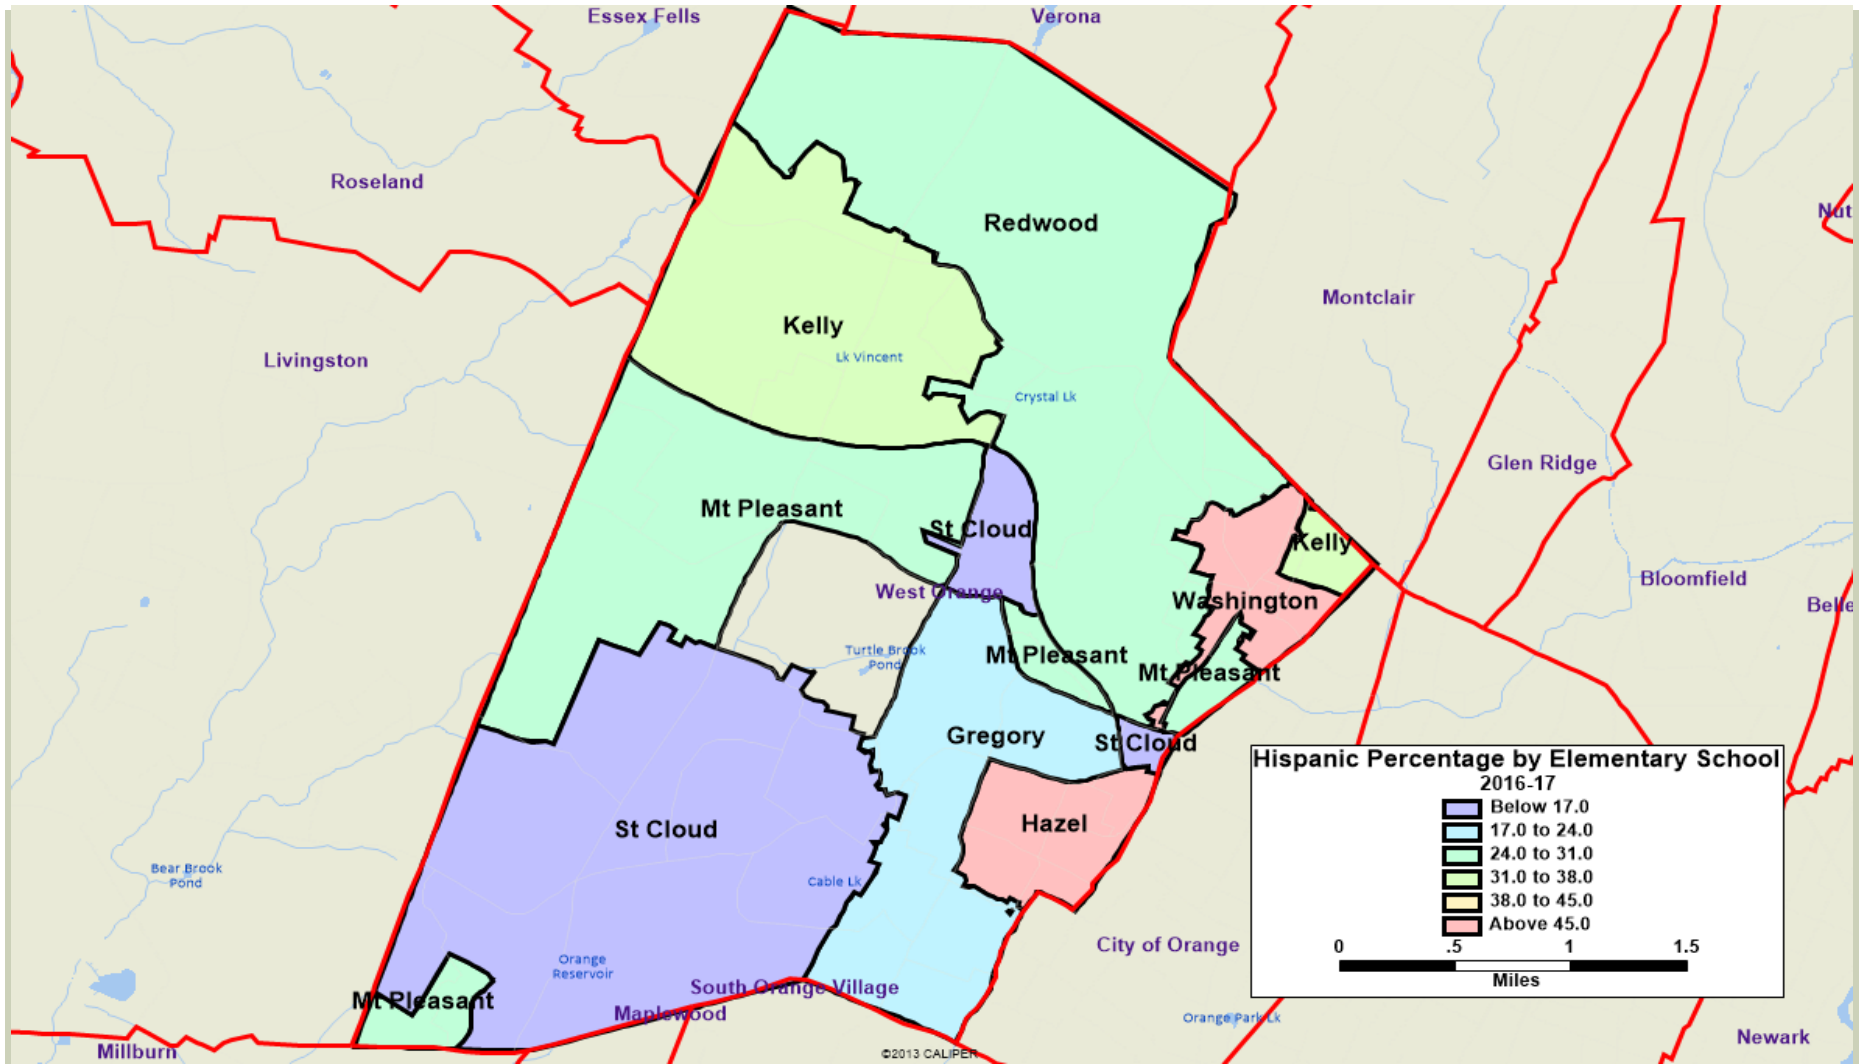 Essex Fells
Verona
Roseland
Nut
Redwood
Montclair
Kelly
Lk Vincent
Livingston
Crystal Lk
Glen Ridge
Mt Pleasant
St Cloud
Kelly
Bloomfield
West Orange
Washington
Belle
Turtle Brook
Pond
Mt Pleasant
Mt Pleasant
Gregory
St Cloud
Hispanic Percentage by Elementary School
2016-17
Below 17.0
17.0 to 24.0
24.0 to 31.0
31.0 to 38.0
38.0 to 45.0
Above 45.0
0 .5 1 1.5
Miles
St Cloud
Hazel
Bear Brook
Pond
Cable Lk
City of Orange
Orange
Reservoir
South Orange Village
Mt Pleasant
Maplewood
Orange Park Lk
Newark
Millburn
©2013 CALIPER